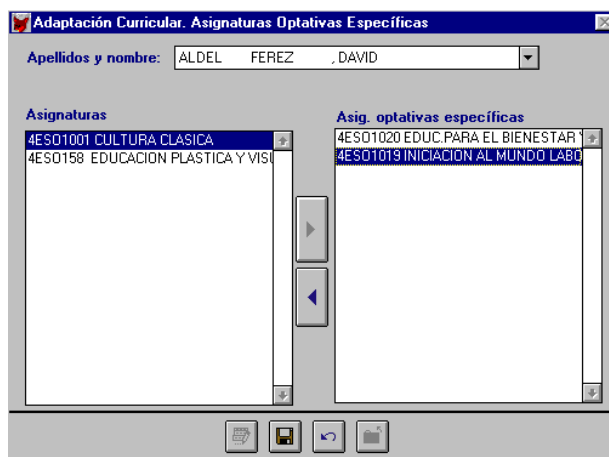 Adaptación Curricular. Asignaturas Optativas Específicas
Apellidos y nombre: ALDEL FEREZ , DAVID
Asignaturas
4ESO1001 CULTURA CLASICA
4ESO158 EDUCACION PLASTICA Y VISU
Asig. optativas específicas
4ESO1020 EDUC.PARA EL BIENESTAR Y
4ESO1019 INICIACION AL MUNDO LABO